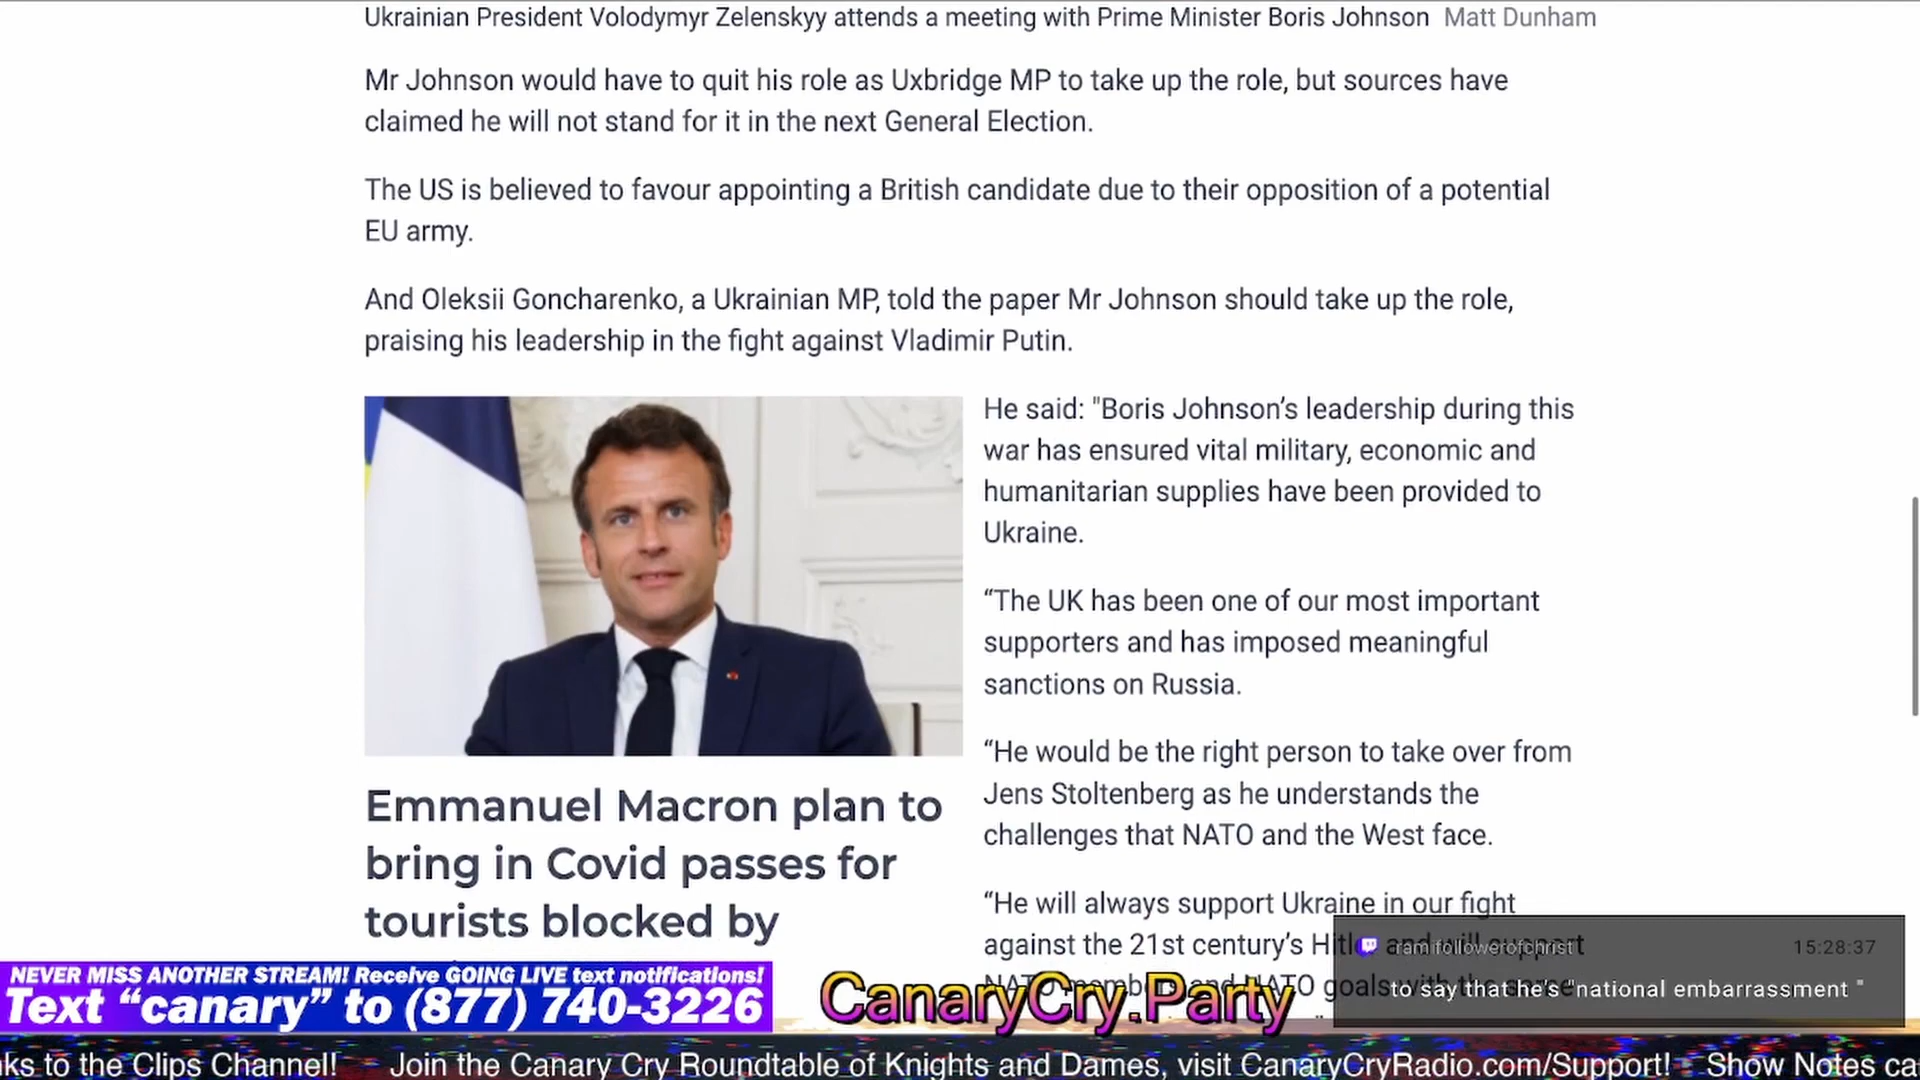 Ukrainian President Volodymyr Zelenskyy attends a meeting with Prime Minister Boris Johnson Matt Dunham
Mr Johnson would have to quit his role as Uxbridge MP to take up the role, but sources have
claimed he will not stand for it in the next General Election.
The US is believed to favour appointing a British candidate due to their opposition of a potential
EU army.
And Oleksii Goncharenko, a Ukrainian MP, told the paper Mr Johnson should take up the role,
praising his leadership in the fight against Vladimir Putin.
Emmanuel Macron plan to
bring in Covid passes for
tourists blocked by
He said: "Boris Johnson’s leadership during this
war has ensured vital military, economic and
humanitarian supplies have been provided to
Ukraine.
“The UK has been one of our most important
supporters and has imposed meaningful
sanctions on Russia.
“He would be the right person to take over from
Jens Stoltenberg as he understands the
challenges that NATO and the West face.
“He will always support Ukraine in our fight
against the 21st century’s and will support
NATO goals with the same
iamfollowerofchrist 15:28:37
to say that he's "national embarrassment "
NEVER MISS ANOTHER STREAM! Receive GOING LIVE text notifications!
Text “canary” to (877) 740-3226
CanaryCry.Party
ks to the Clips Channel! Join the Canary Cry Roundtable of Knights and Dames, visit CanaryCryRadio.com/Support! Show Notes ca